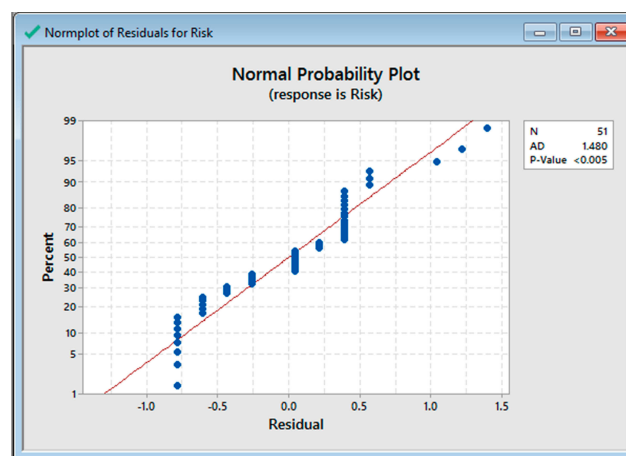 Normplot of Residuals for Risk
Normal Probability Plot
(response is Risk)
99
95
90
80
70
60
50
40
30
20
10
5
1
Percent
-1.0
-0.5
0.0
0.5
1.0
1.5
Residual
N 51
AD 1.480
P-Value <0.005